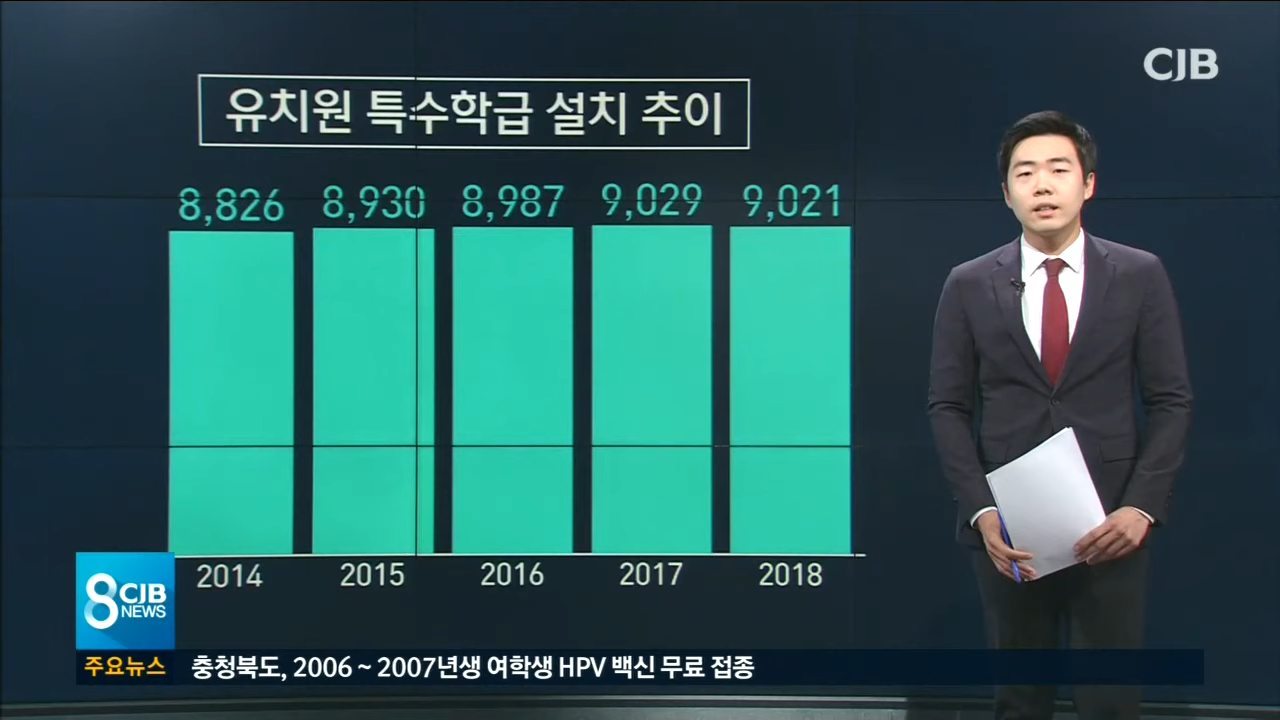 CJB
유치원 특수학급 설치 추이
8,826 8,930 8,987 9,029 9,021
2014 2015 2016 2017 2018
8 CJB NEWS
주요뉴스 충청북도, 2006 ~ 2007년생 여학생 HPV 백신 무료 접종